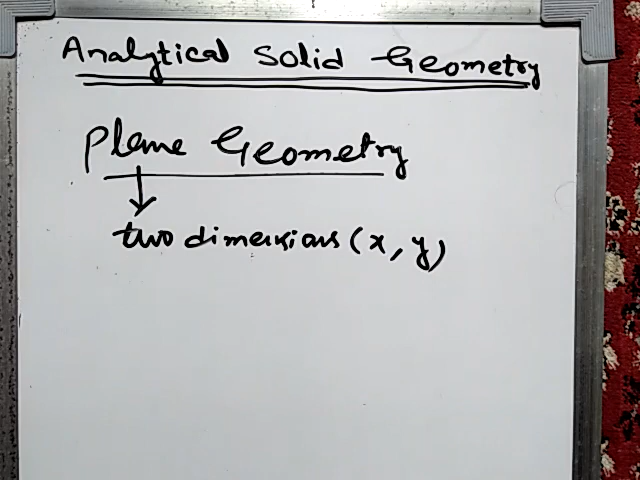 Analytical Solid Geometry
Plane Geometry
two dimensions (x, y)